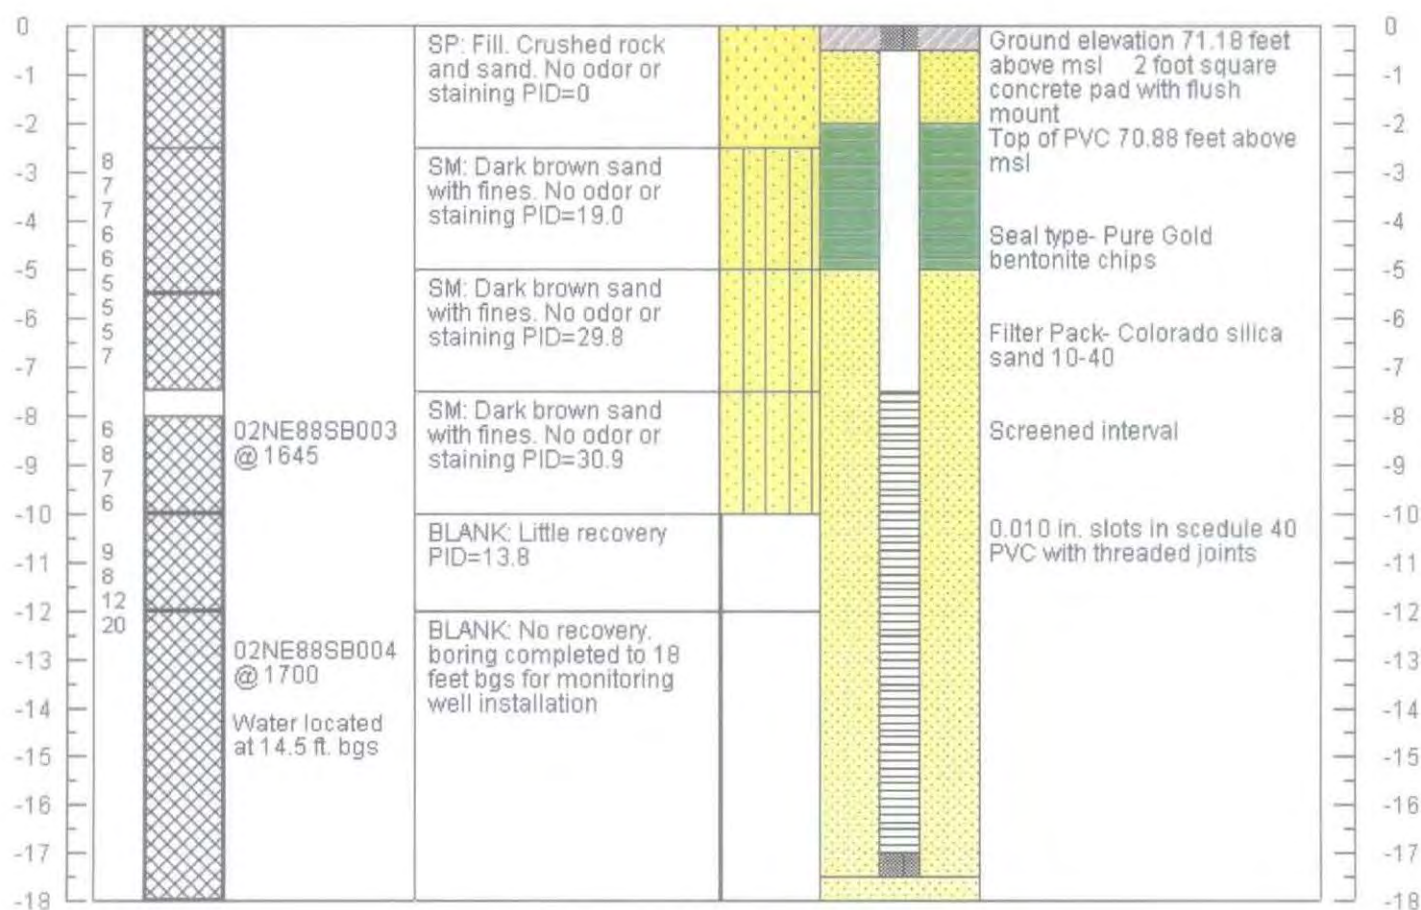 0
-1
-2
-3
-4
-5
-6
-7
-8
-9
-10
-11
-12
-13
-14
-15
-16
-17
-18
8
7
7
6
6
5
5
5
7
6
8
7
6
9
8
12
20
02NE88SB003
@ 1645
02NE88SB004
@ 1700
Water located
at 14.5 ft. bgs
SP: Fill. Crushed rock
and sand. No odor or
staining PID=0
SM: Dark brown sand
with fines. No odor or
staining PID=19.0
SM: Dark brown sand
with fines. No odor or
staining PID=29.8
SM: Dark brown sand
with fines. No odor or
staining PID=30.9
BLANK: Little recovery
PID=13.8
BLANK: No recovery.
boring completed to 18
feet bgs for monitoring
well installation
Ground elevation 71.18 feet
above msl 2 foot square
concrete pad with flush
mount
Top of PVC 70.88 feet above
msl
Seal type- Pure Gold
bentonite chips
Filter Pack- Colorado silica
sand 10-40
Screened interval
0.010 in. slots in scedule 40
PVC with threaded joints
0
-1
-2
-3
-4
-5
-6
-7
-8
-9
-10
-11
-12
-13
-14
-15
-16
-17
-18